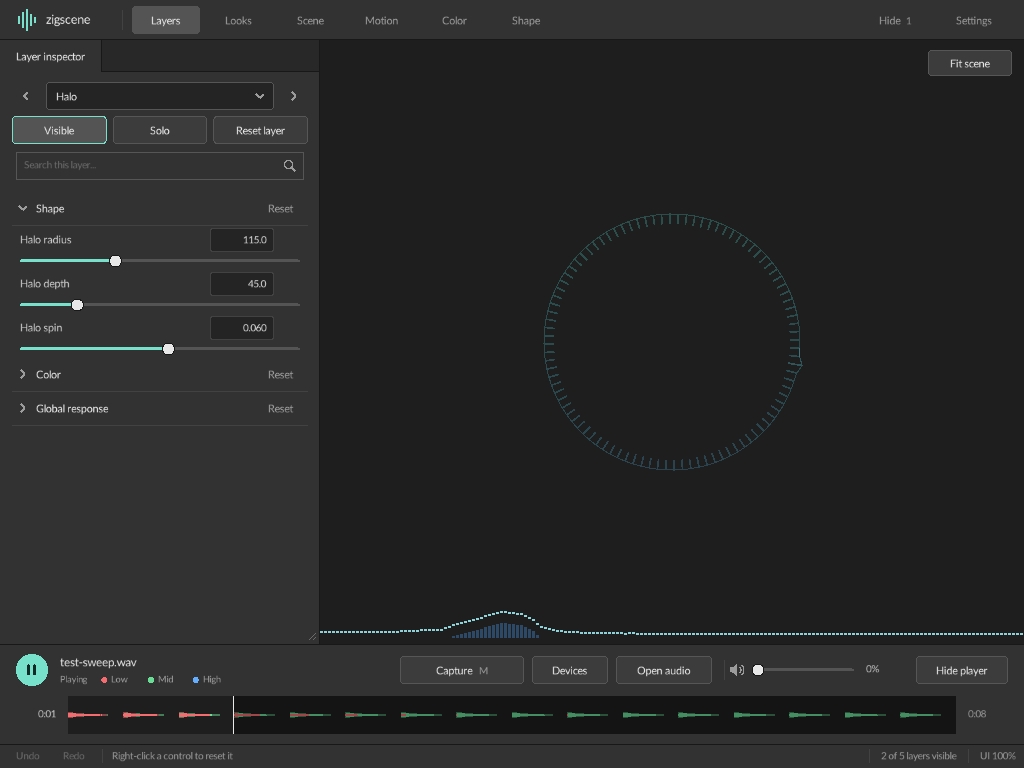 zigscene
Layers Looks Scene Motion Color Shape Hide 1 Settings
Layer inspector
Fit scene
Halo
Visible Solo Reset layer
Search this layer...
Shape Reset
Halo radius 115.0
Halo depth 45.0
Halo spin 0.060
Color Reset
Global response Reset
test-sweep.wav
Playing Low Mid High
Capture M Devices Open audio 0% Hide player
0:01 0:08
Undo Redo Right-click a control to reset it 2 of 5 layers visible UI 100%